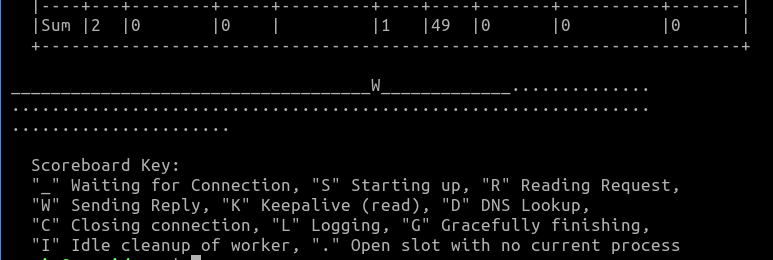 |----+---+--------+-----+---------+----+----+-------+----------+-------|
|Sum |2  |0       |0    |         |1   |49  |0      |0         |0      |
+----------------------------------------------------------------------+
____________________________________W_____________..............
................................................................
......................
Scoreboard Key:
"_" Waiting for Connection, "S" Starting up, "R" Reading Request,
"W" Sending Reply, "K" Keepalive (read), "D" DNS Lookup,
"C" Closing connection, "L" Logging, "G" Gracefully finishing,
"I" Idle cleanup of worker, "." Open slot with no current process